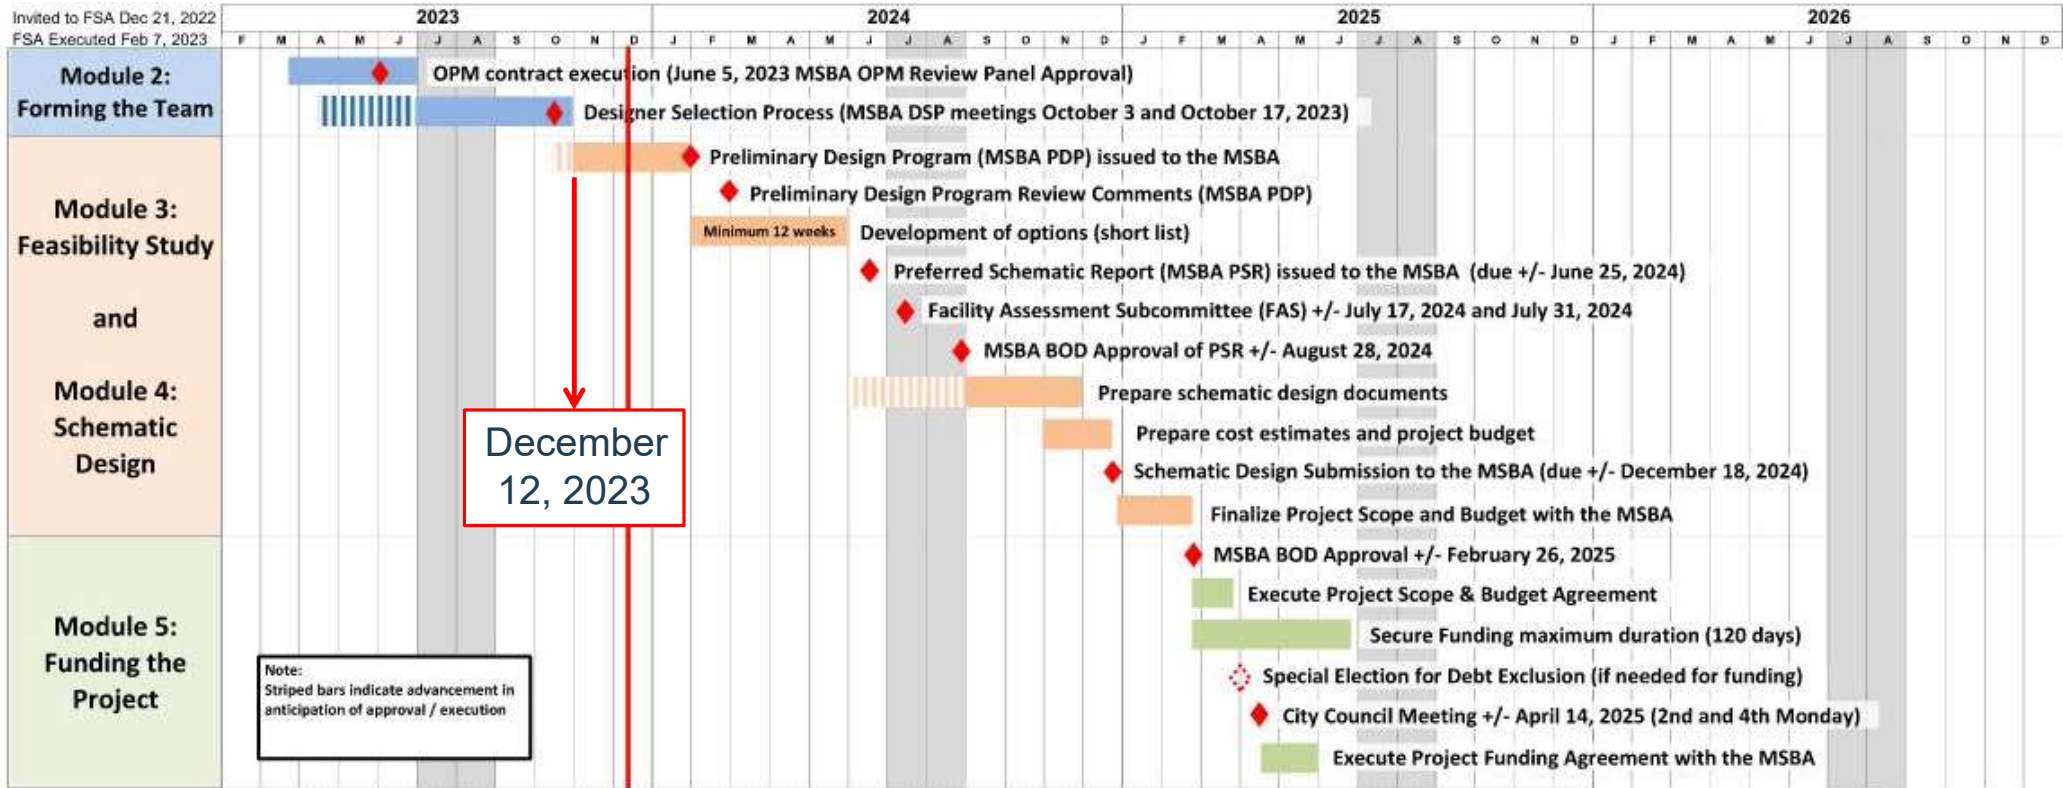 Invited to FSA Dec 21, 2022
FSA Executed Feb 7, 2023
2023 2024 2025 2026
F M A M J J A S O N D J F M A M J J A S O N D J F M A M J J A S O N D J F M A M J J A S O N D
Module 2:
Forming the Team
OPM contract execution (June 5, 2023 MSBA OPM Review Panel Approval)
Designer Selection Process (MSBA DSP meetings October 3 and October 17, 2023)
Module 3:
Feasibility Study
and
Module 4:
Schematic
Design
Preliminary Design Program (MSBA PDP) issued to the MSBA
Preliminary Design Program Review Comments (MSBA PDP)
Minimum 12 weeks Development of options (short list)
Preferred Schematic Report (MSBA PSR) issued to the MSBA (due +/- June 25, 2024)
Facility Assessment Subcommittee (FAS) +/- July 17, 2024 and July 31, 2024
MSBA BOD Approval of PSR +/- August 28, 2024
Prepare schematic design documents
December
12, 2023
Prepare cost estimates and project budget
Schematic Design Submission to the MSBA (due +/- December 18, 2024)
Finalize Project Scope and Budget with the MSBA
Module 5:
Funding the
Project
MSBA BOD Approval +/- February 26, 2025
Execute Project Scope & Budget Agreement
Secure Funding maximum duration (120 days)
Special Election for Debt Exclusion (if needed for funding)
City Council Meeting +/- April 14, 2025 (2nd and 4th Monday)
Execute Project Funding Agreement with the MSBA
Note:
Striped bars indicate advancement in
anticipation of approval / execution